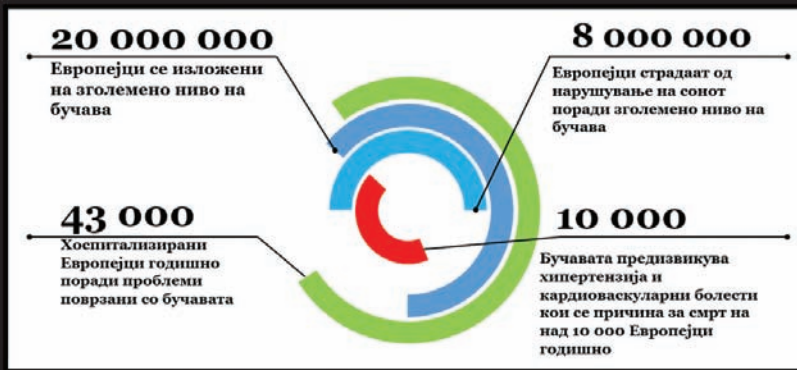 20 000 000
Европејци се изложени
на зголемено ниво на
бучава
8 000 000
Европејци страдаат од
нарушување на сонот
поради зголемено ниво на
бучава
43 000
Хоспитализирани
Европејци годишно
поради проблеми
поврзани со бучавата
10 000
Бучавата предизвикува
хипертензија и
кардиоваскуларни болести
кои се причина за смрт на
над 10 000 Европејци
годишно